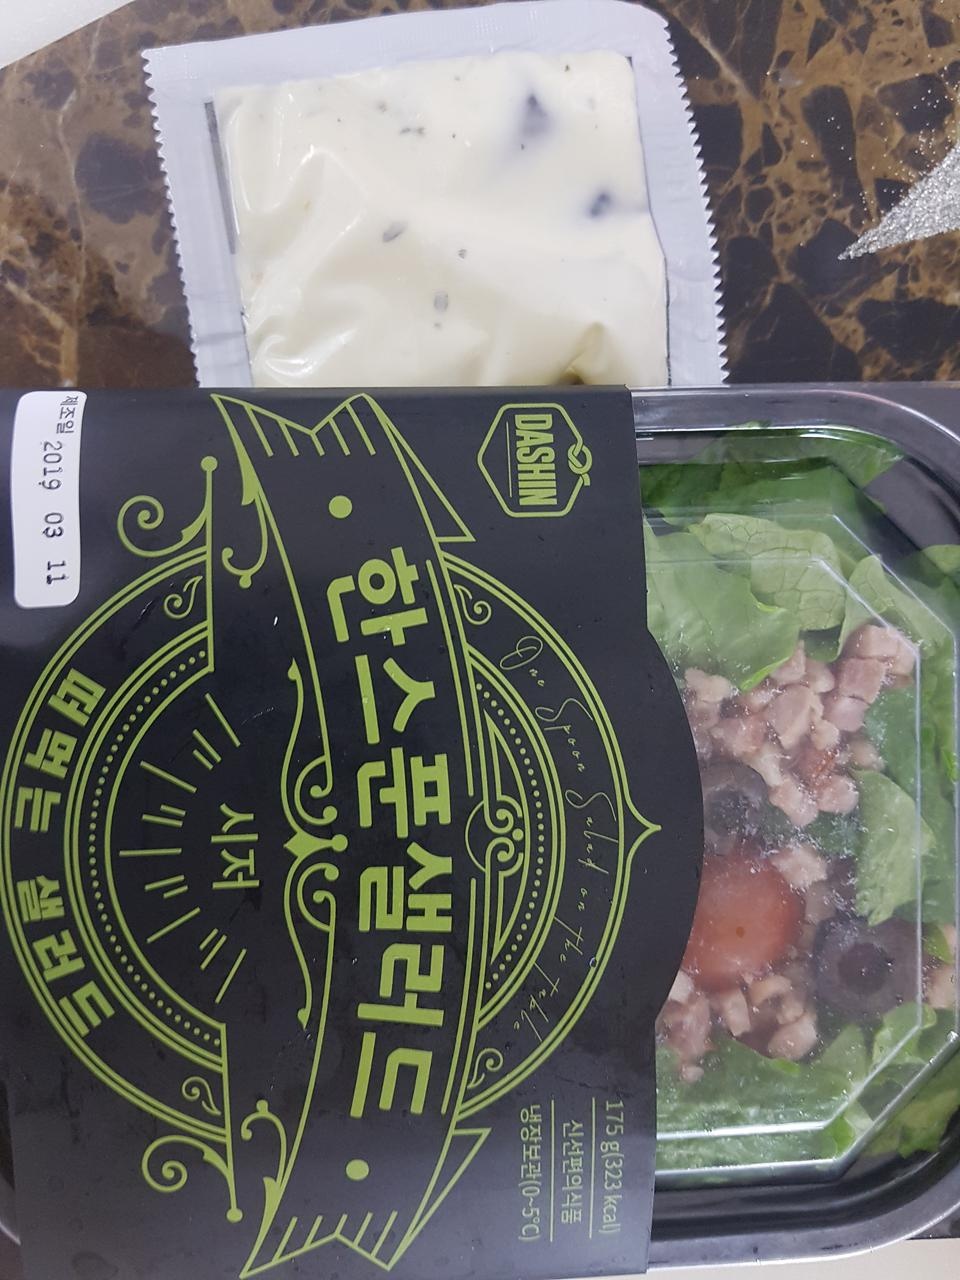 DASHIN
One Spoon Salad on the table
한스푼샐러드
시저
떠먹는 샐러드
175 g(323 kcal)
신선편의식품
냉장보관(0~5℃)
제조일 2019 03 11